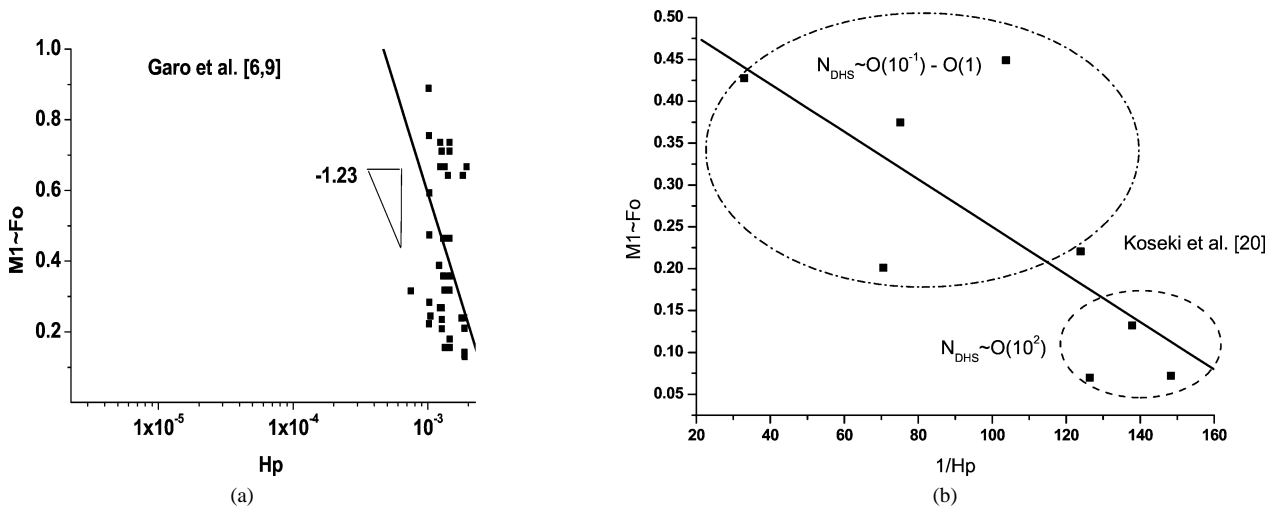 Garo et al. [6,9]
M1~Fo
1.0
0.8
0.6
0.4
0.2
-1.23
1x10⁻⁵
1x10⁻⁴
10⁻³
Hp
(a)
M1~Fo
0.50
0.45
0.40
0.35
0.30
0.25
0.20
0.15
0.10
0.05
N_DHS~O(10⁻¹) - O(1)
Koseki et al. [20]
N_DHS~O(10²)
20 40 60 80 100 120 140 160
1/Hp
(b)